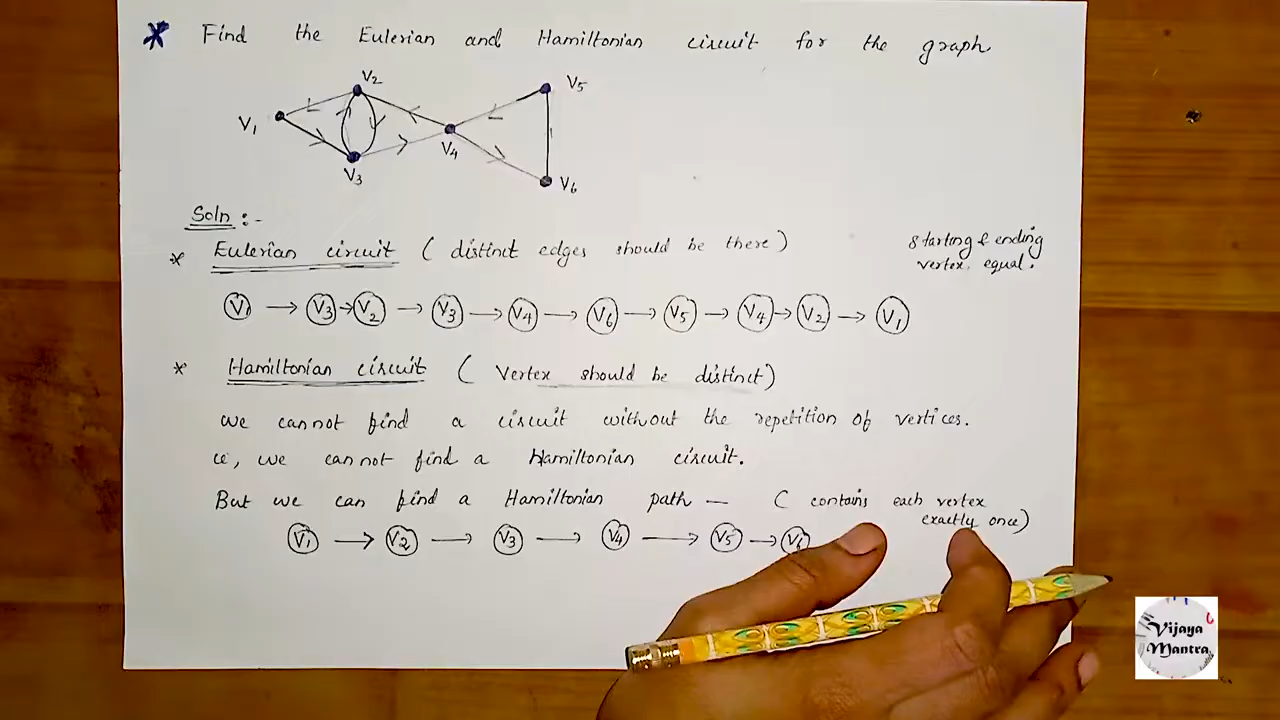 * Find the Eulerian and Hamiltonian circuit for the graph
V2
V5
V1
V4
V3
V6
Soln :-
* Eulerian circuit ( distinct edges should be there )
starting & ending
vertex equal.
V1 → V3 → V2 → V3 → V4 → V6 → V5 → V4 → V2 → V1
* Hamiltonian circuit ( Vertex should be distinct )
we cannot find a circuit without the repetition of vertices.
ie, we can not find a Hamiltonian circuit.
But we can find a Hamiltonian path — ( contains each vertex
exactly once)
V1 → V2 → V3 → V4 → V5 → V6
Vijaya
Mantra